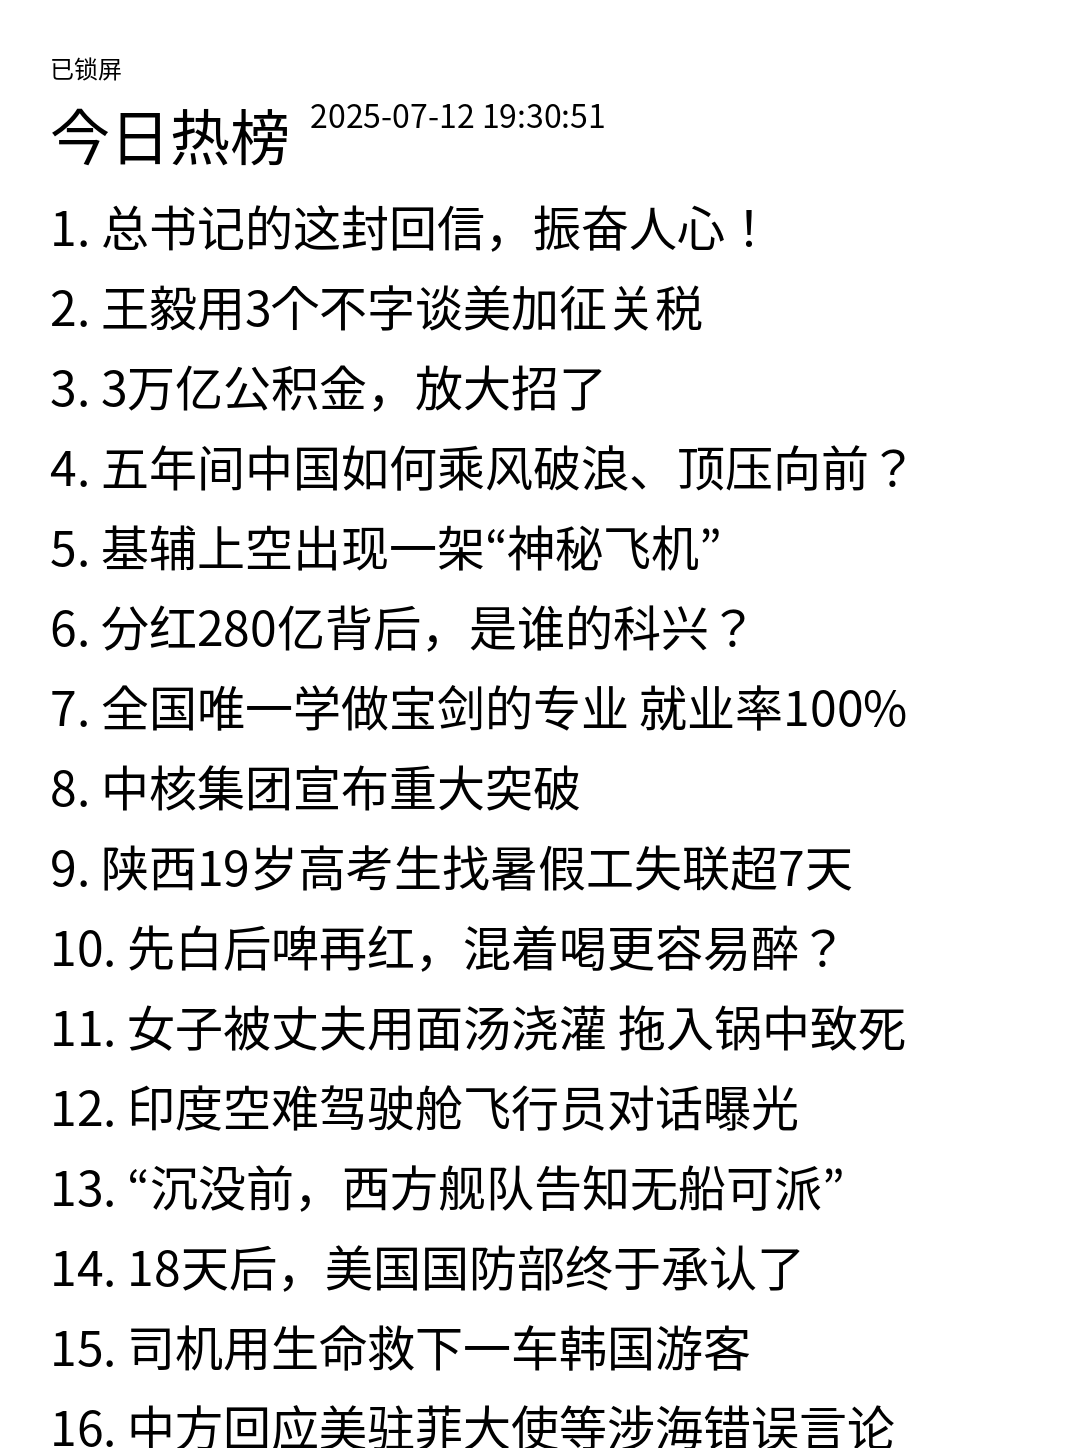 已锁屏
今日热榜 2025-07-12 19:30:51
1. 总书记的这封回信，振奋人心！
2. 王毅用3个不字谈美加征关税
3. 3万亿公积金，放大招了
4. 五年间中国如何乘风破浪、顶压向前？
5. 基辅上空出现一架“神秘飞机”
6. 分红280亿背后，是谁的科兴？
7. 全国唯一学做宝剑的专业 就业率100%
8. 中核集团宣布重大突破
9. 陕西19岁高考生找暑假工失联超7天
10. 先白后啤再红，混着喝更容易醉？
11. 女子被丈夫用面汤浇灌 拖入锅中致死
12. 印度空难驾驶舱飞行员对话曝光
13. “沉没前，西方舰队告知无船可派”
14. 18天后，美国国防部终于承认了
15. 司机用生命救下一车韩国游客
16. 中方回应美驻菲大使等涉海错误言论